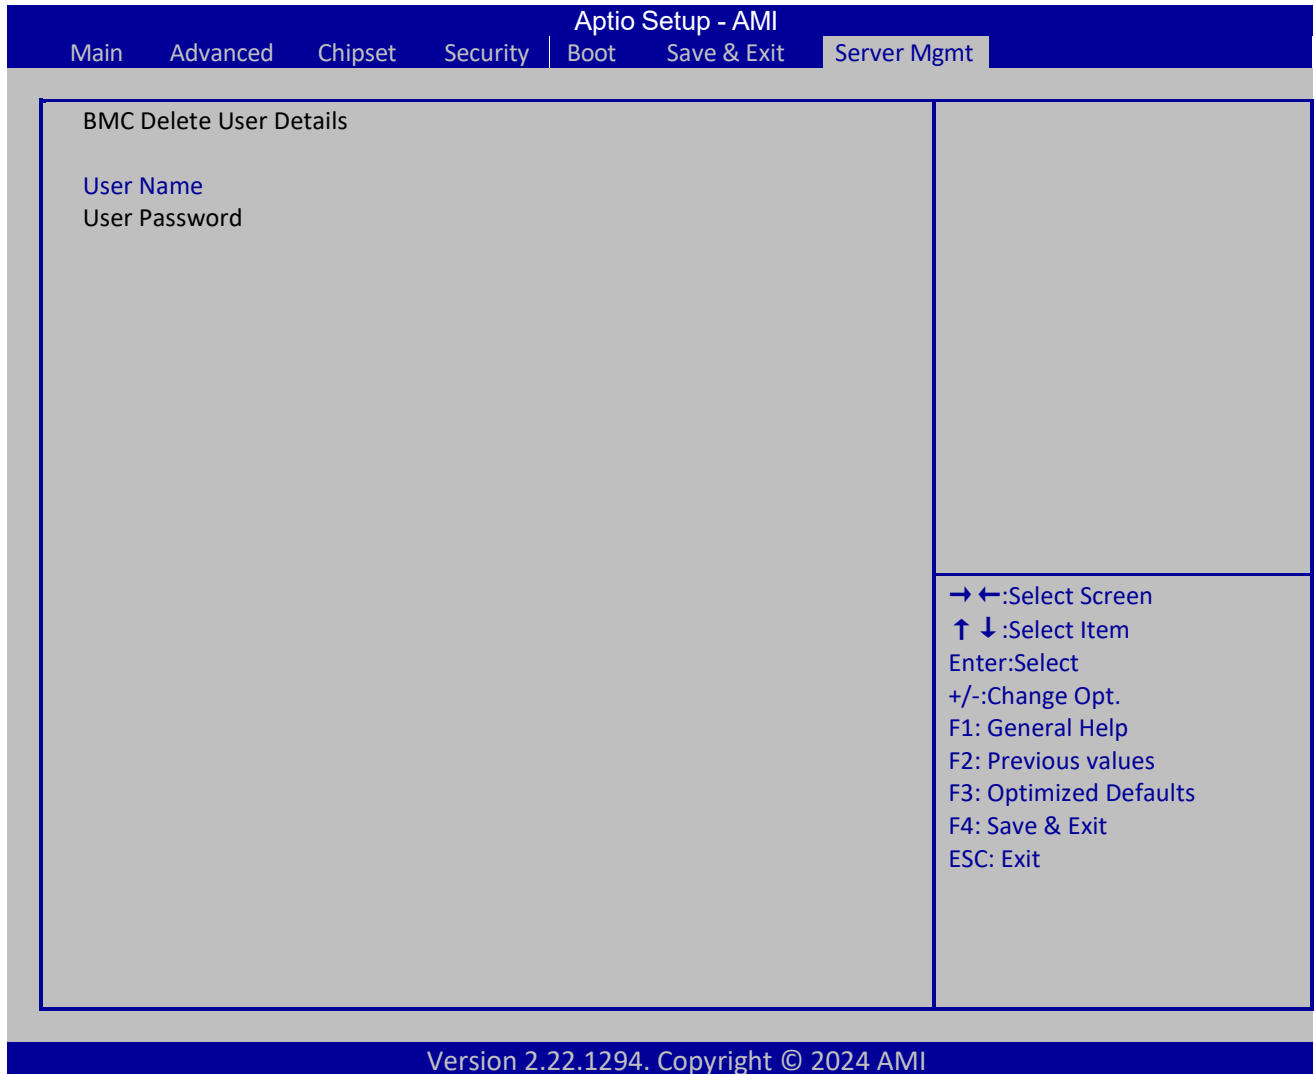 Aptio Setup - AMI
Main Advanced Chipset Security Boot Save & Exit Server Mgmt
BMC Delete User Details
User Name
User Password
→ ←:Select Screen
↑ ↓ :Select Item
Enter:Select
+/-:Change Opt.
F1: General Help
F2: Previous values
F3: Optimized Defaults
F4: Save & Exit
ESC: Exit
Version 2.22.1294. Copyright © 2024 AMI